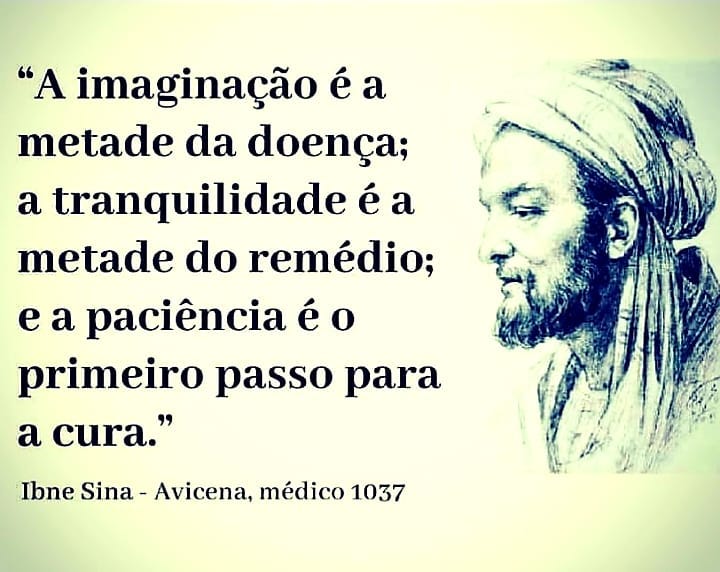 “A imaginação é a
metade da doença;
a tranquilidade é a
metade do remédio;
e a paciência é o
primeiro passo para
a cura.”
Ibne Sina - Avicena, médico 1037